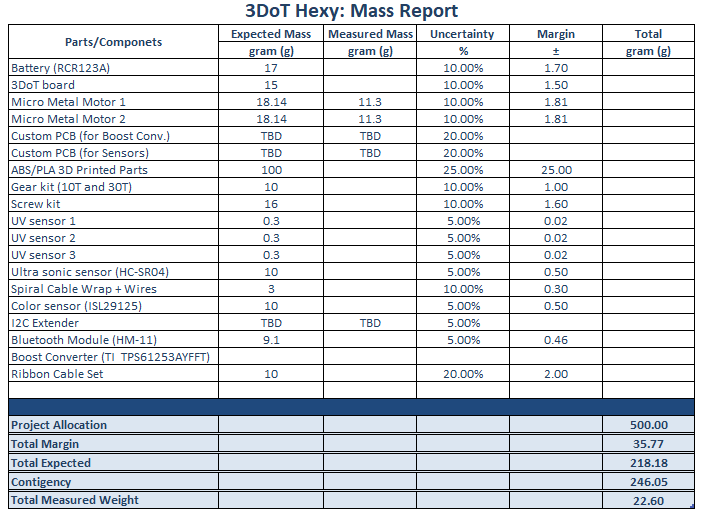 3DoT Hexy: Mass Report
Parts/Componets Expected Mass Measured Mass Uncertainty Margin Total
gram (g) gram (g) % ± gram (g)
Battery (RCR123A) 17 10.00% 1.70
3DoT board 15 10.00% 1.50
Micro Metal Motor 1 18.14 11.3 10.00% 1.81
Micro Metal Motor 2 18.14 11.3 10.00% 1.81
Custom PCB (for Boost Conv.) TBD TBD 20.00%
Custom PCB (for Sensors) TBD TBD 20.00%
ABS/PLA 3D Printed Parts 100 25.00% 25.00
Gear kit (10T and 30T) 10 10.00% 1.00
Screw kit 16 10.00% 1.60
UV sensor 1 0.3 5.00% 0.02
UV sensor 2 0.3 5.00% 0.02
UV sensor 3 0.3 5.00% 0.02
Ultra sonic sensor (HC-SR04) 10 5.00% 0.50
Spiral Cable Wrap + Wires 3 10.00% 0.30
Color sensor (ISL29125) 10 5.00% 0.50
I2C Extender TBD TBD 5.00%
Bluetooth Module (HM-11) 9.1 5.00% 0.46
Boost Converter (TI TPS61253AYFFT)
Ribbon Cable Set 10 20.00% 2.00
Project Allocation 500.00
Total Margin 35.77
Total Expected 218.18
Contigency 246.05
Total Measured Weight 22.60